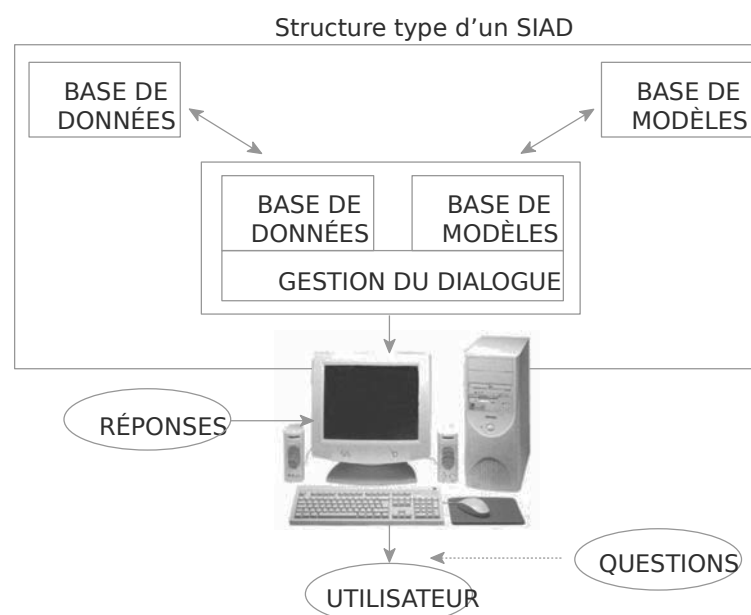 Structure type d’un SIAD
BASE DE
DONNÉES
BASE DE
MODÈLES
BASE DE
DONNÉES
BASE DE
MODÈLES
GESTION DU DIALOGUE
RÉPONSES
QUESTIONS
UTILISATEUR